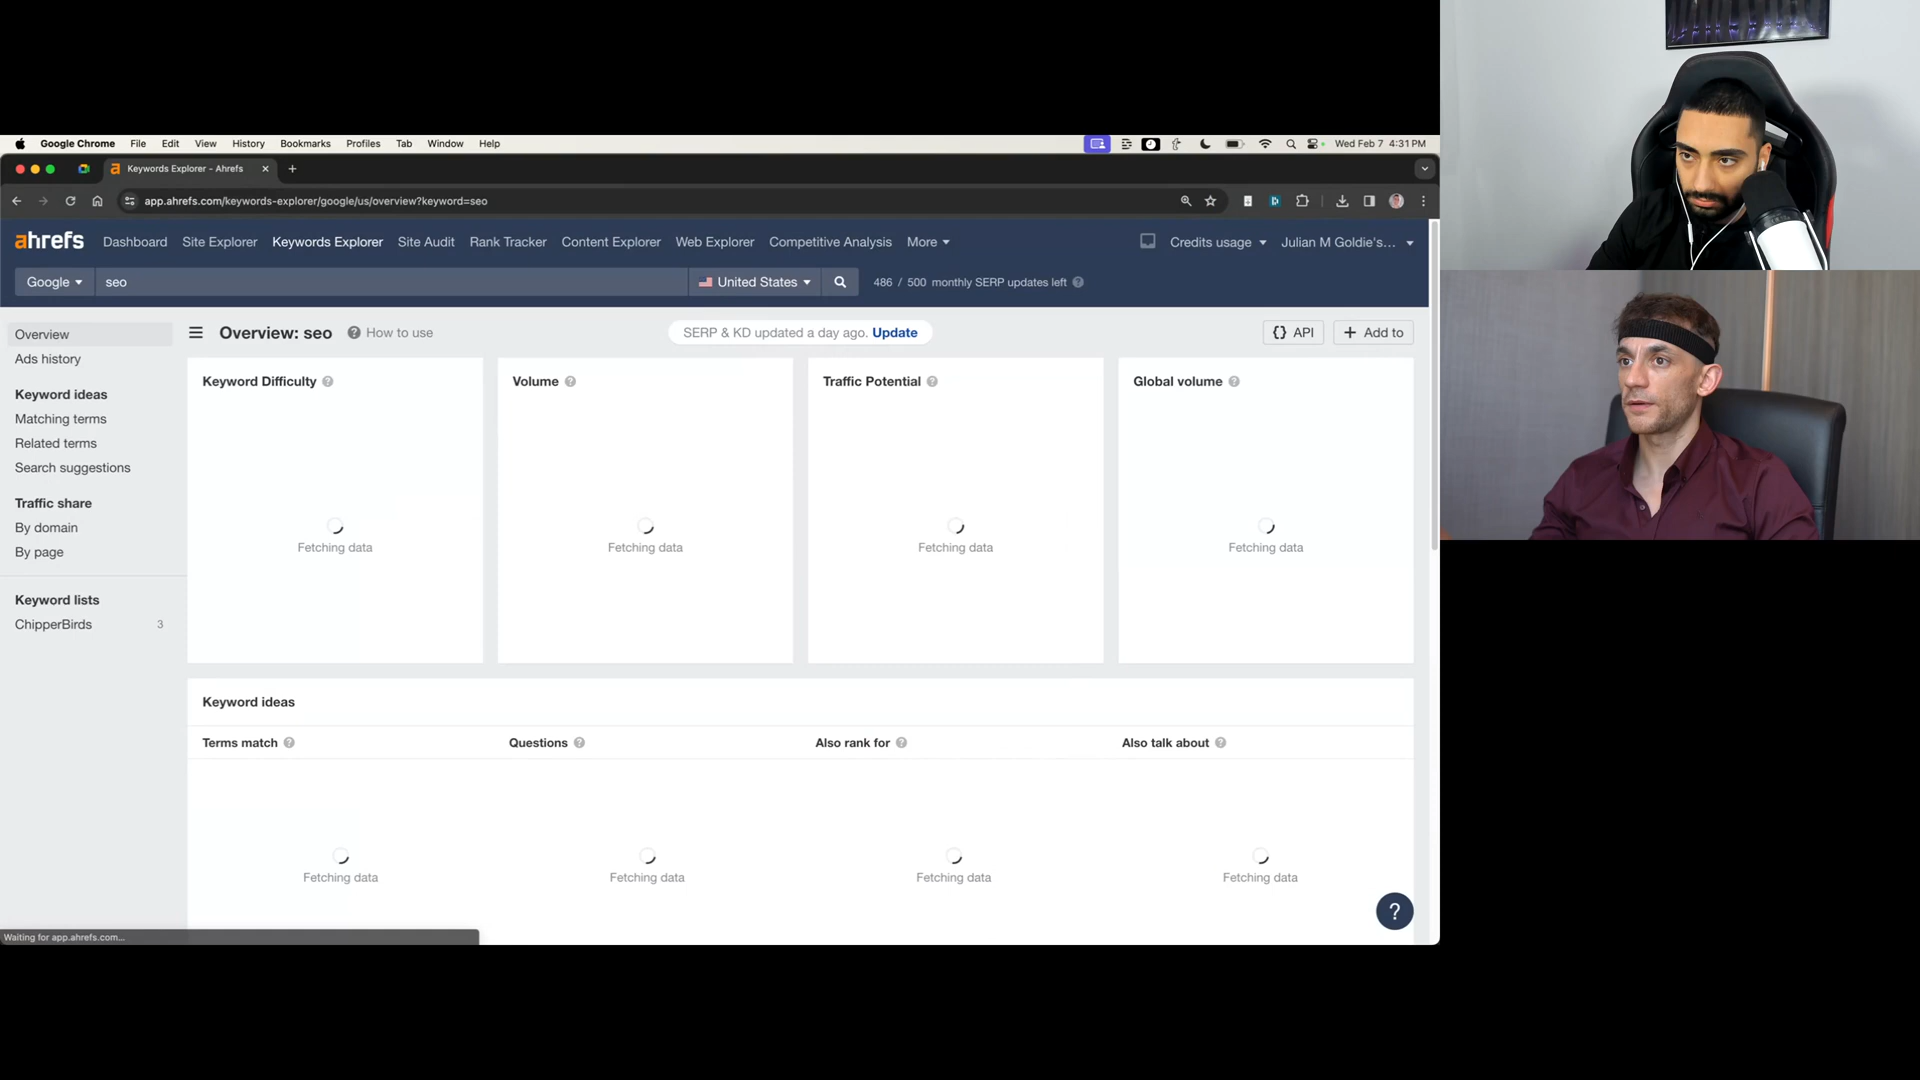 Google Chrome File Edit View History Bookmarks Profiles Tab Window Help Wed Feb 7 4:31 PM
Keywords Explorer - Ahrefs
app.ahrefs.com/keywords-explorer/google/us/overview?keyword=seo
ahrefs Dashboard Site Explorer Keywords Explorer Site Audit Rank Tracker Content Explorer Web Explorer Competitive Analysis More Credits usage Julian M Goldie's...
Google seo United States 486 / 500 monthly SERP updates left
Overview
Ads history
Keyword ideas
Matching terms
Related terms
Search suggestions
Traffic share
By domain
By page
Keyword lists
ChipperBirds 3
Overview: seo How to use SERP & KD updated a day ago. Update {} API + Add to
Keyword Difficulty Volume Traffic Potential Global volume
Fetching data Fetching data Fetching data Fetching data
Keyword ideas
Terms match Questions Also rank for Also talk about
Fetching data Fetching data Fetching data Fetching data
?
Waiting for app.ahrefs.com...